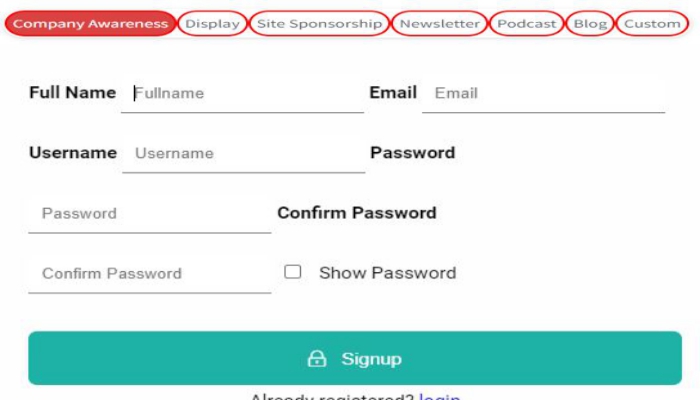 Company Awareness Display Site Sponsorship Newsletter Podcast Blog Custom
Full Name Fullname Email Email
Username Username Password
Password Confirm Password
Confirm Password Show Password
Signup
Already registered? login